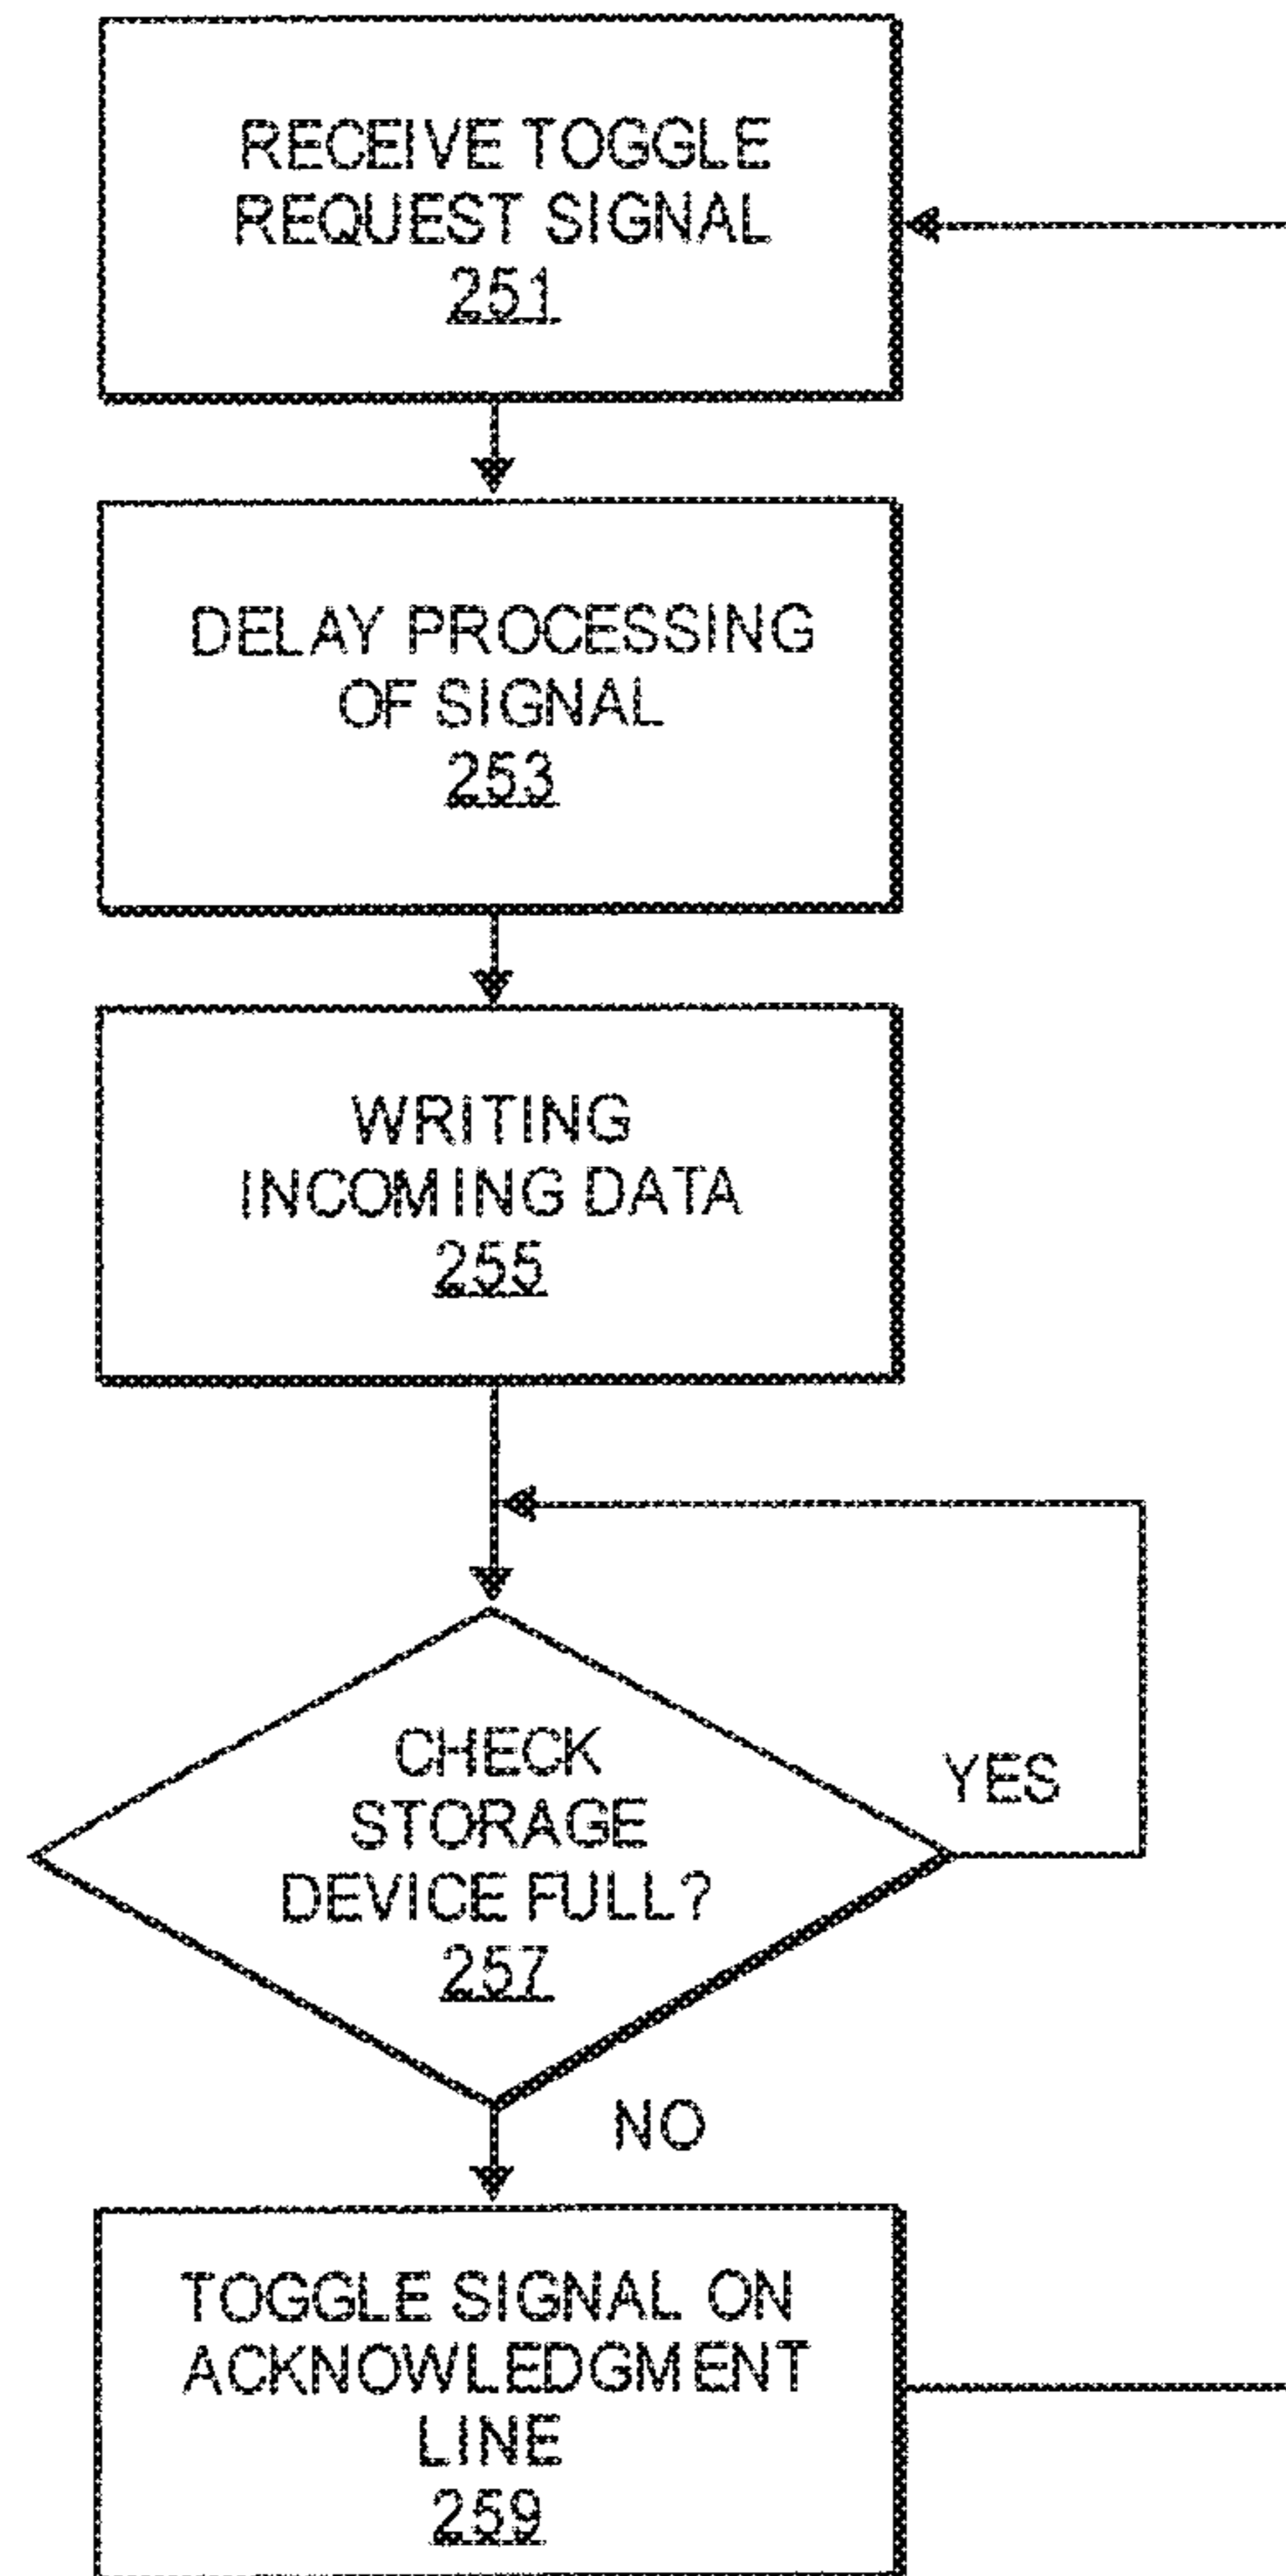 RECEIVE TOGGLE
REQUEST SIGNAL
251
DELAY PROCESSING
OF SIGNAL
253
WRITING
INCOMING DATA
255
CHECK
STORAGE
DEVICE FULL?
257
YES
NO
TOGGLE SIGNAL ON
ACKNOWLEDGMENT
LINE
259